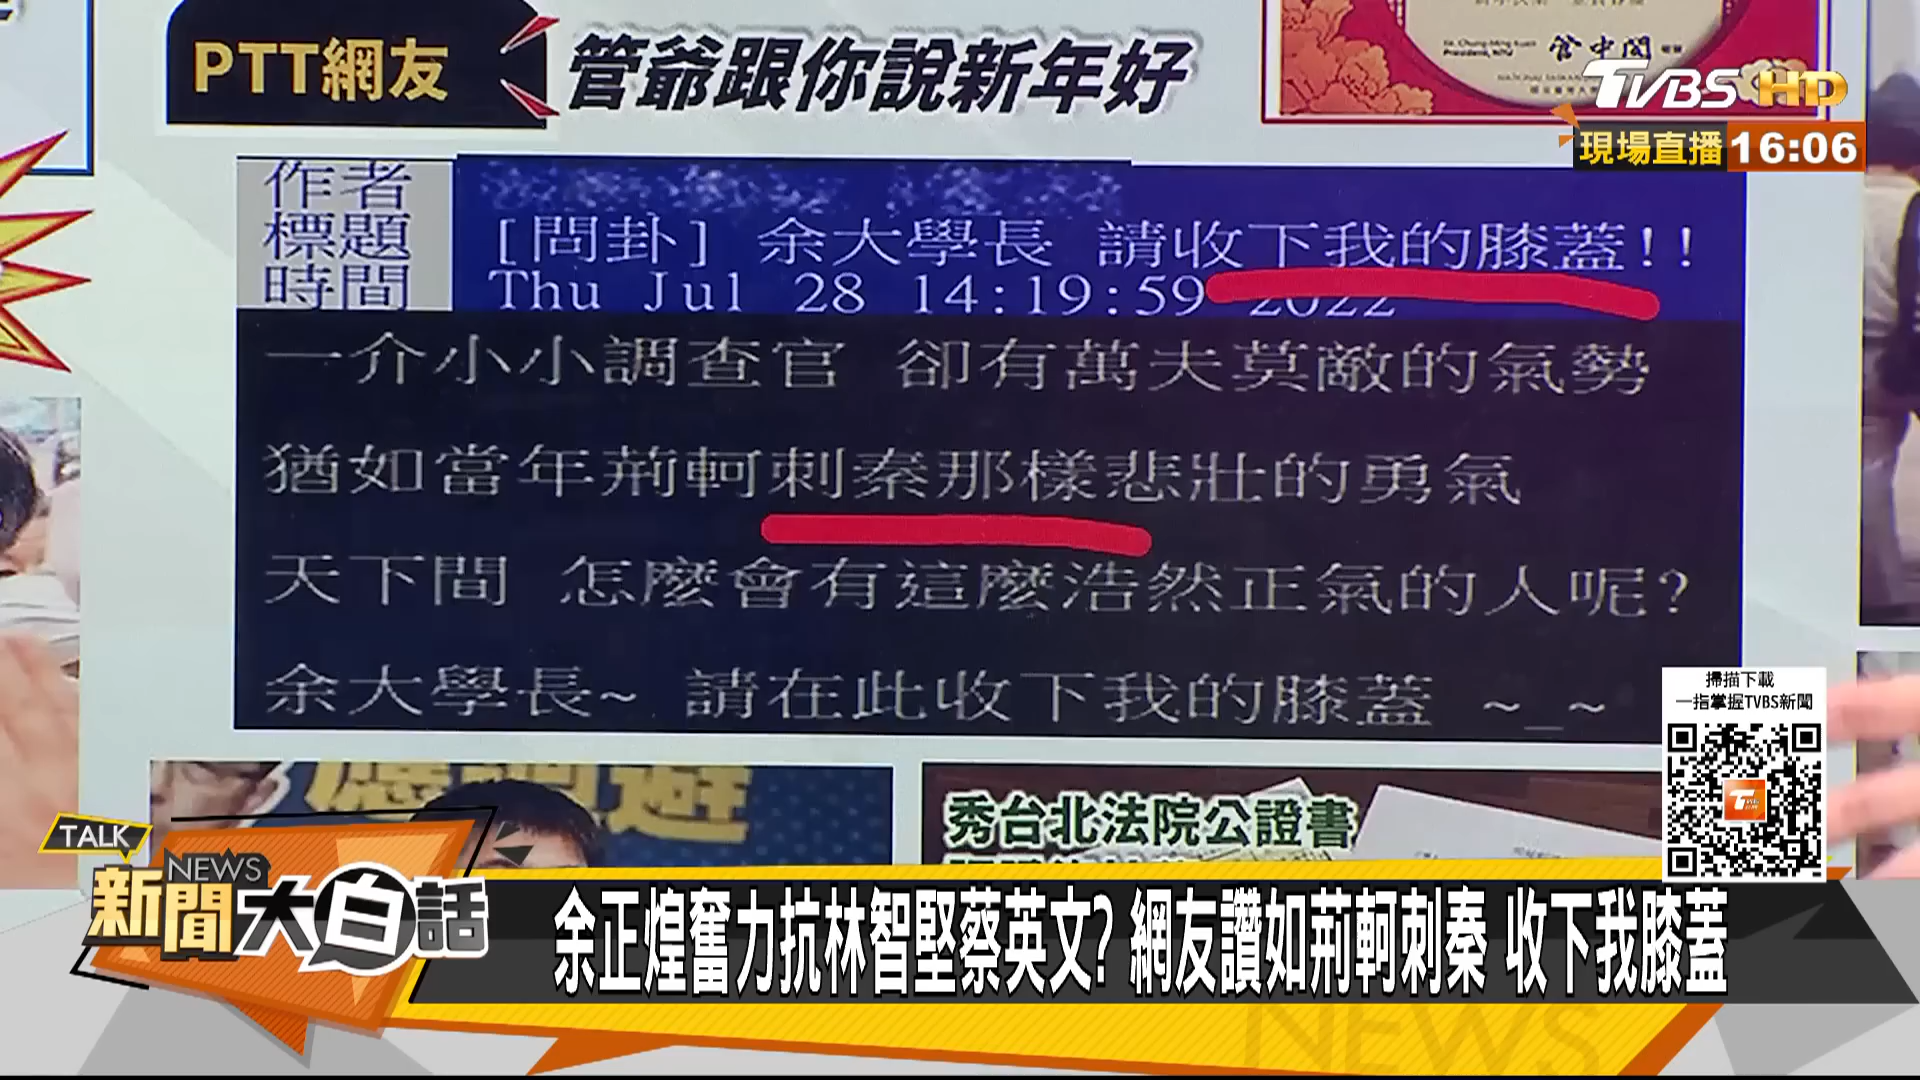 PTT網友
管爺跟你說新年好
President, NTU
管中閔
TVBS HD
現場直播 16:06
作者
標題 [問卦] 余大學長 請收下我的膝蓋!!
時間 Thu Jul 28 14:19:59 2022
一介小小調查官 卻有萬夫莫敵的氣勢
猶如當年荊軻刺秦那樣悲壯的勇氣
天下間 怎麼會有這麼浩然正氣的人呢?
余大學長~ 請在此收下我的膝蓋 ~_~
掃描下載
一指掌握TVBS新聞
秀台北法院公證書
TALK
NEWS
新聞大白話
余正煌奮力抗林智堅蔡英文? 網友讚如荊軻刺秦 收下我膝蓋
NEWS